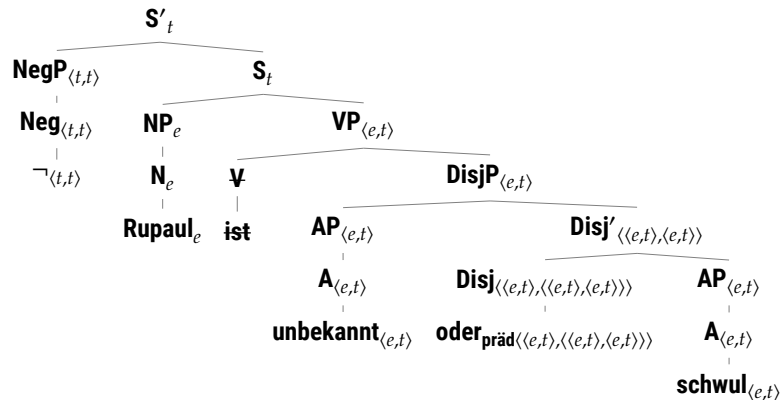 S′ₜ
NegP⟨t,t⟩ Sₜ
Neg⟨t,t⟩ NPₑ VP⟨e,t⟩
¬⟨t,t⟩ Nₑ V DisjP⟨e,t⟩
Rupaulₑ ist AP⟨e,t⟩ Disj′⟨⟨e,t⟩,⟨e,t⟩⟩
A⟨e,t⟩ Disj⟨⟨e,t⟩,⟨⟨e,t⟩,⟨e,t⟩⟩⟩ AP⟨e,t⟩
unbekannt⟨e,t⟩ oderpräd⟨⟨e,t⟩,⟨⟨e,t⟩,⟨e,t⟩⟩⟩ A⟨e,t⟩
schwul⟨e,t⟩